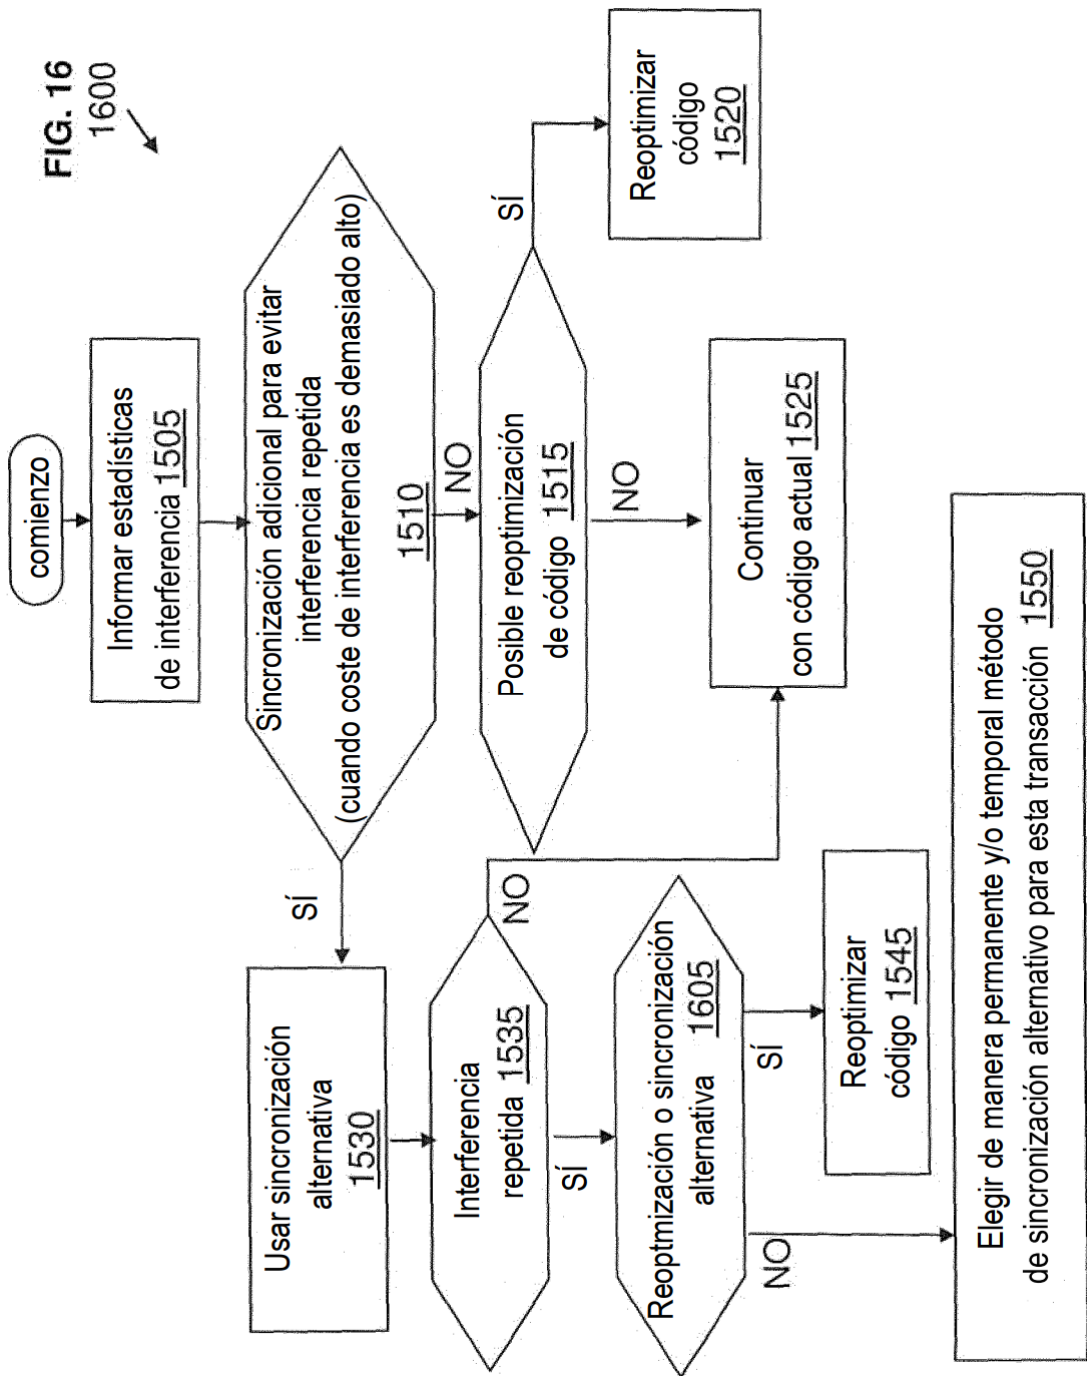 FIG. 16
1600
comienzo
Informar estadísticas
de interferencia 1505
Sincronización adicional para evitar
interferencia repetida
(cuando coste de interferencia es demasiado alto)
1510
SÍ
NO
Posible reoptimización
de código 1515
SÍ
NO
Reoptimizar
código
1520
Continuar
con código actual 1525
Usar sincronización
alternativa
1530
Interferencia
repetida 1535
NO
SÍ
Reoptmización o sincronización
alternativa 1605
SÍ
NO
Reoptimizar
código 1545
Elegir de manera permanente y/o temporal método
de sincronización alternativo para esta transacción 1550